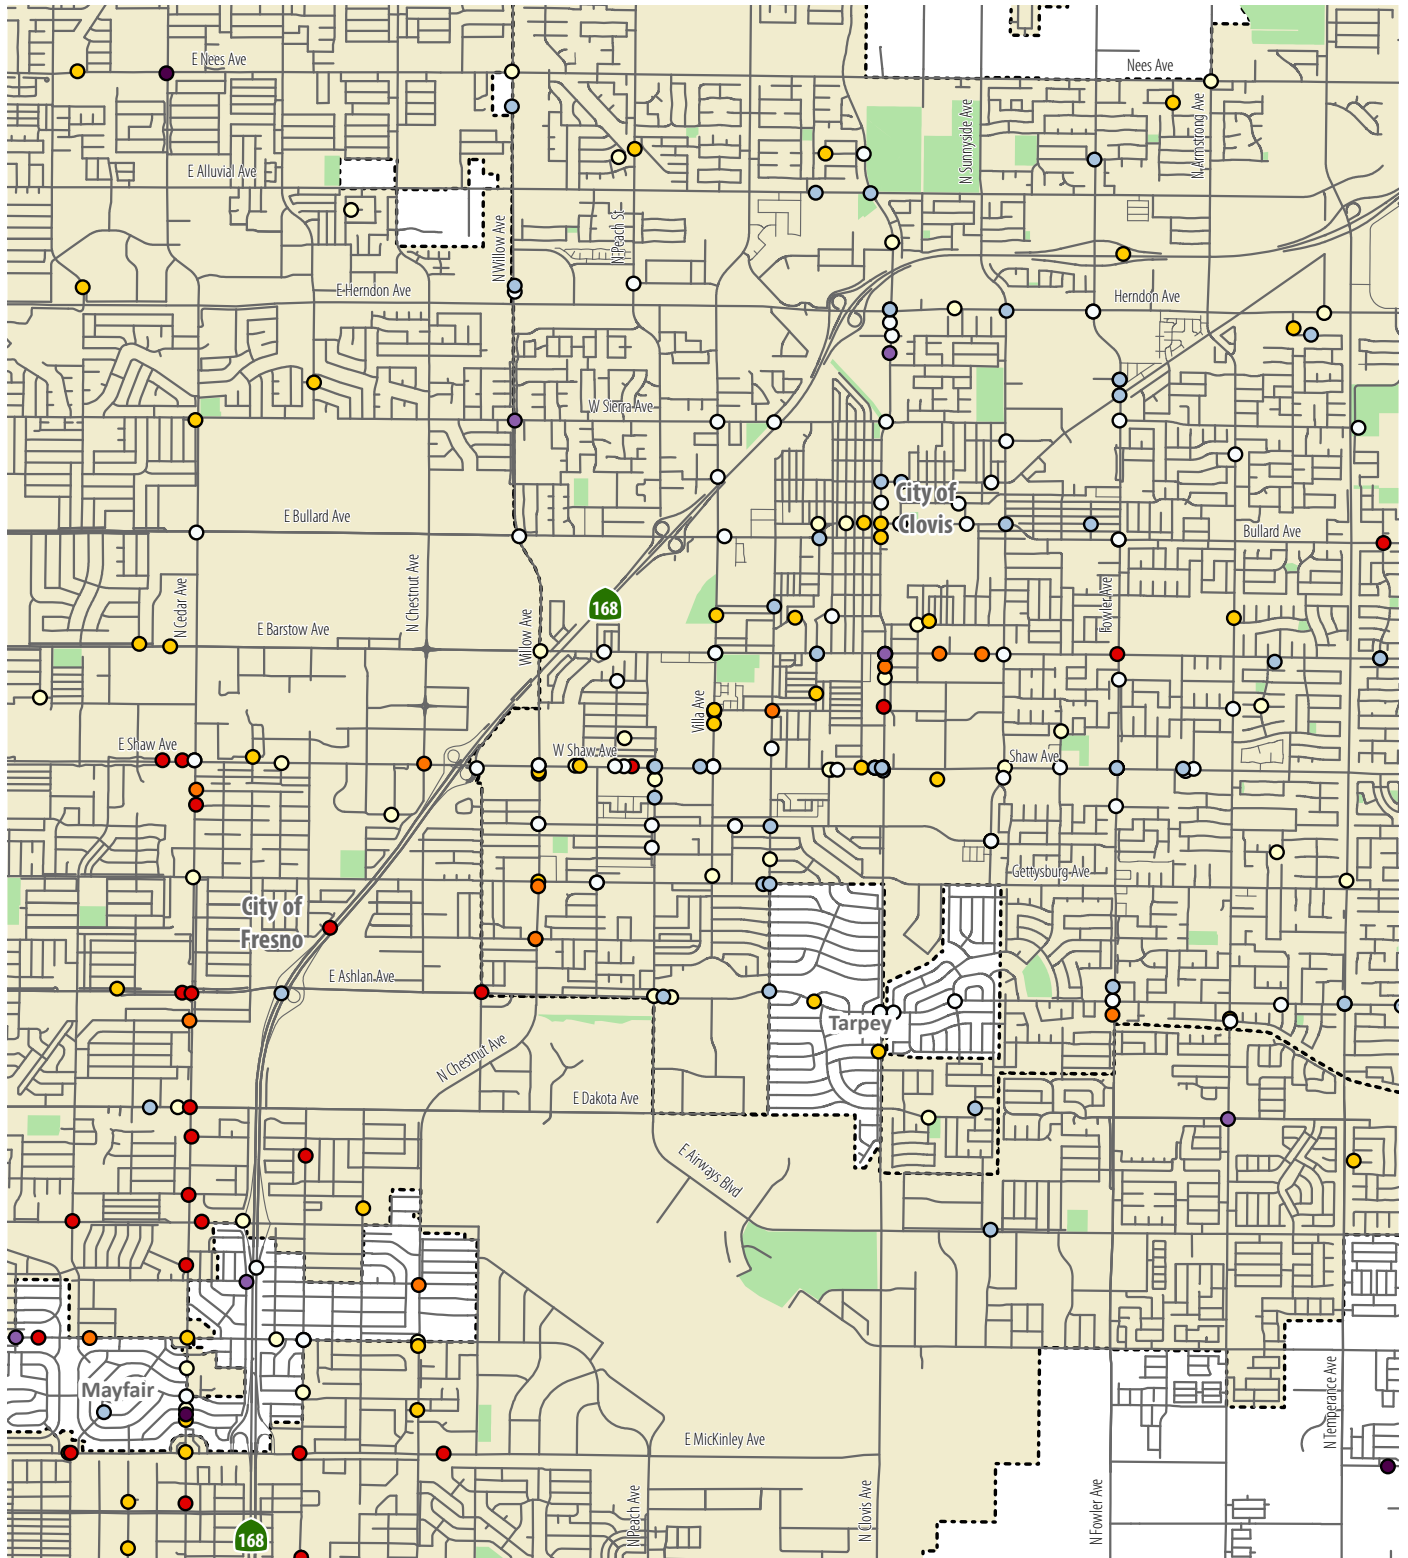 E Nees Ave
Nees Ave
N Sunnyside Ave
N Armstrong Ave
E Alluvial Ave
N Willow Ave
N Peach St
E Herndon Ave
Herndon Ave
W Sierra Ave
City of
Clovis
E Bullard Ave
Bullard Ave
N Cedar Ave
N Chestnut Ave
168
Fowler Ave
E Barstow Ave
Willow Ave
Villa Ave
E Shaw Ave
W Shaw Ave
Shaw Ave
Gettysburg Ave
City of
Fresno
E Ashlan Ave
Tarpey
N Chestnut Ave
E Dakota Ave
E Airways Blvd
Mayfair
N Temperance Ave
E McKinley Ave
N Peach Ave
N Clovis Ave
N Fowler Ave
168